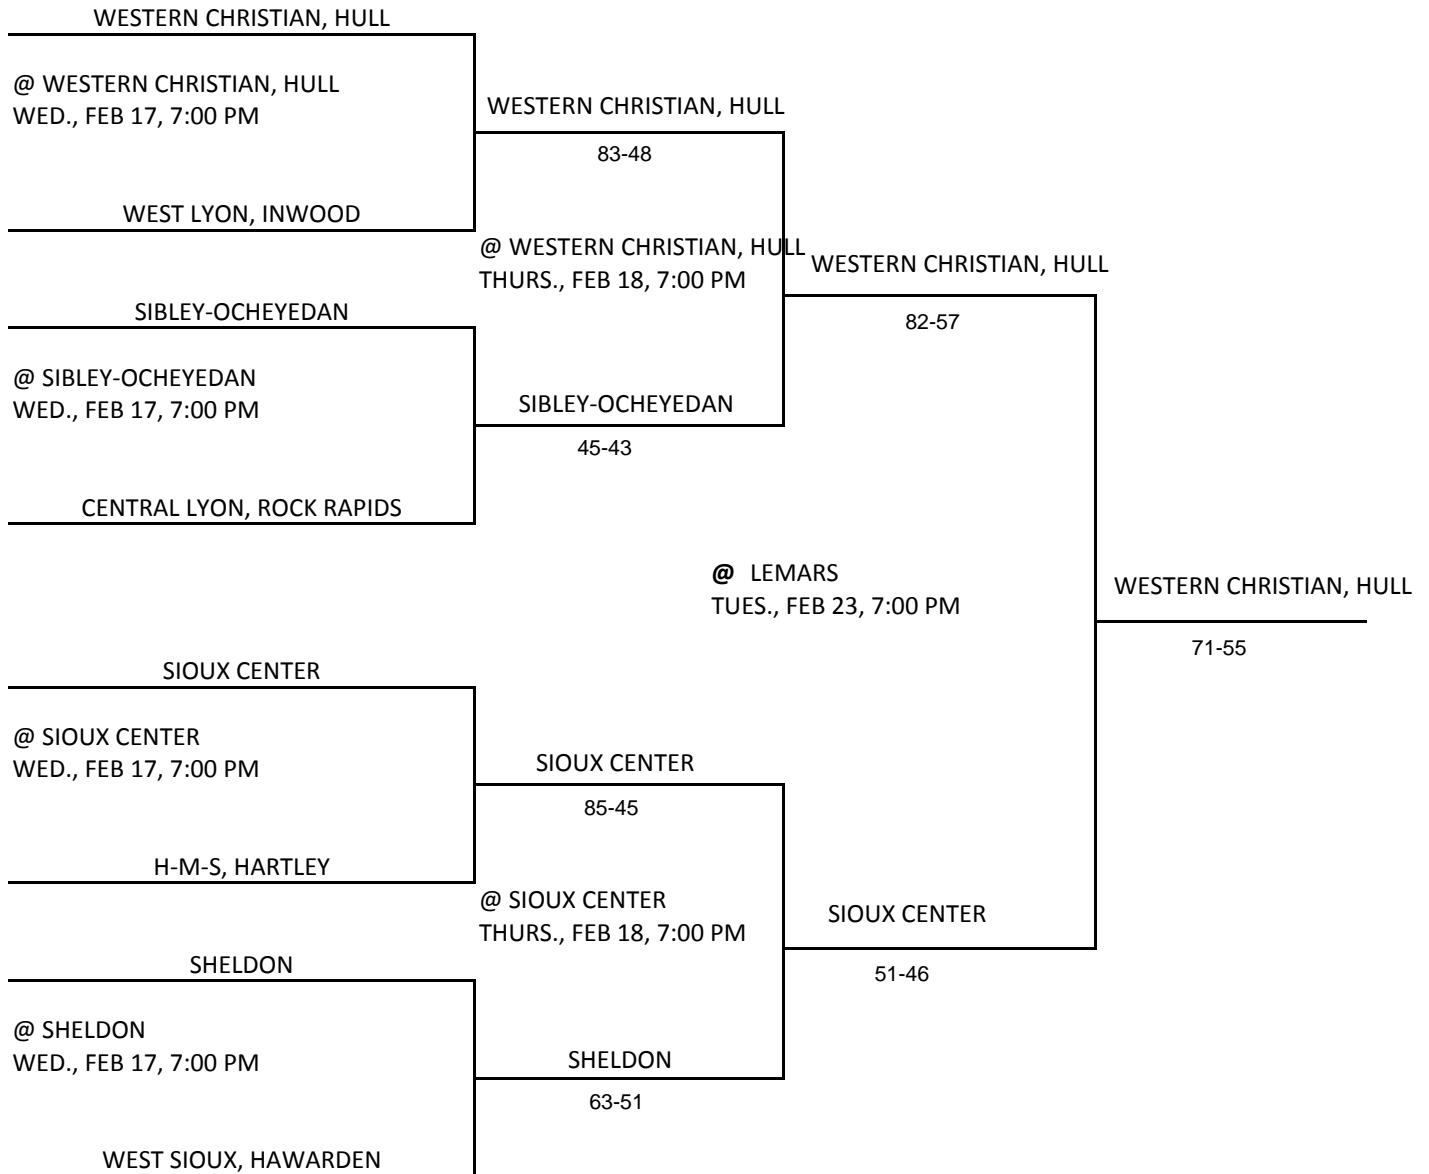 WESTERN CHRISTIAN, HULL
@ WESTERN CHRISTIAN, HULL
WED., FEB 17, 7:00 PM
WESTERN CHRISTIAN, HULL
83-48
WEST LYON, INWOOD
@ WESTERN CHRISTIAN, HULL
THURS., FEB 18, 7:00 PM
WESTERN CHRISTIAN, HULL
82-57
SIBLEY-OCHEYEDAN
@ SIBLEY-OCHEYEDAN
WED., FEB 17, 7:00 PM
SIBLEY-OCHEYEDAN
45-43
CENTRAL LYON, ROCK RAPIDS
@ LEMARS
TUES., FEB 23, 7:00 PM
WESTERN CHRISTIAN, HULL
71-55
SIOUX CENTER
@ SIOUX CENTER
WED., FEB 17, 7:00 PM
SIOUX CENTER
85-45
H-M-S, HARTLEY
@ SIOUX CENTER
THURS., FEB 18, 7:00 PM
SIOUX CENTER
51-46
SHELDON
@ SHELDON
WED., FEB 17, 7:00 PM
SHELDON
63-51
WEST SIOUX, HAWARDEN